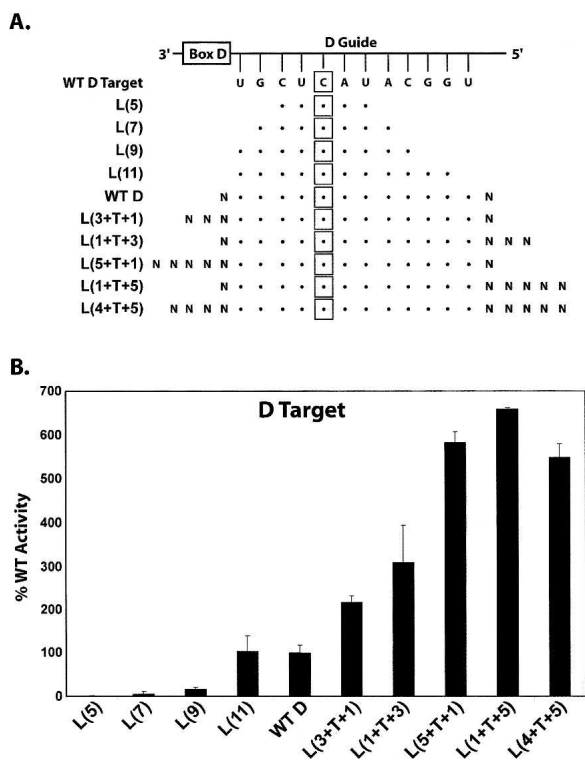 A.
D Guide
3' Box D 5'
WT D Target U G C U C A U A C G G U
L(5)
L(7)
L(9)
L(11)
WT D N N
L(3+T+1) N N N N
L(1+T+3) N N N N
L(5+T+1) N N N N N
L(1+T+5) N N N N N N
L(4+T+5) N N N N N N N N N
B.
D Target
% WT Activity
700
600
500
400
300
200
100
0
L(5) L(7) L(9) L(11) WT D L(3+T+1) L(1+T+3) L(5+T+1) L(1+T+5) L(4+T+5)